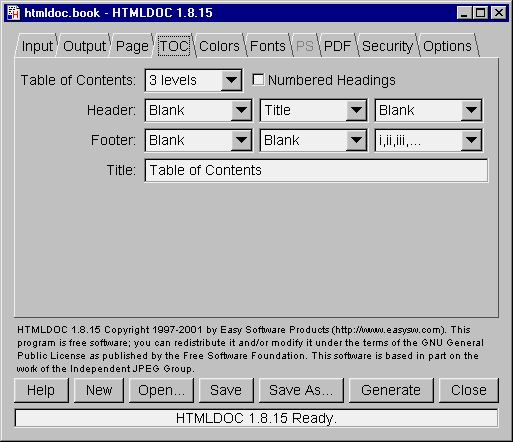 htmldoc.book - HTMLDOC 1.8.15
Input Output Page TOC Colors Fonts PS PDF Security Options
Table of Contents: 3 levels Numbered Headings
Header: Blank Title Blank
Footer: Blank Blank i,ii,iii,...
Title: Table of Contents
HTMLDOC 1.8.15 Copyright 1997-2001 by Easy Software Products (http://www.easysw.com). This
program is free software; you can redistribute it and/or modify it under the terms of the GNU General
Public License as published by the Free Software Foundation. This software is based in part on the
work of the Independent JPEG Group.
Help New Open... Save Save As... Generate Close
HTMLDOC 1.8.15 Ready.